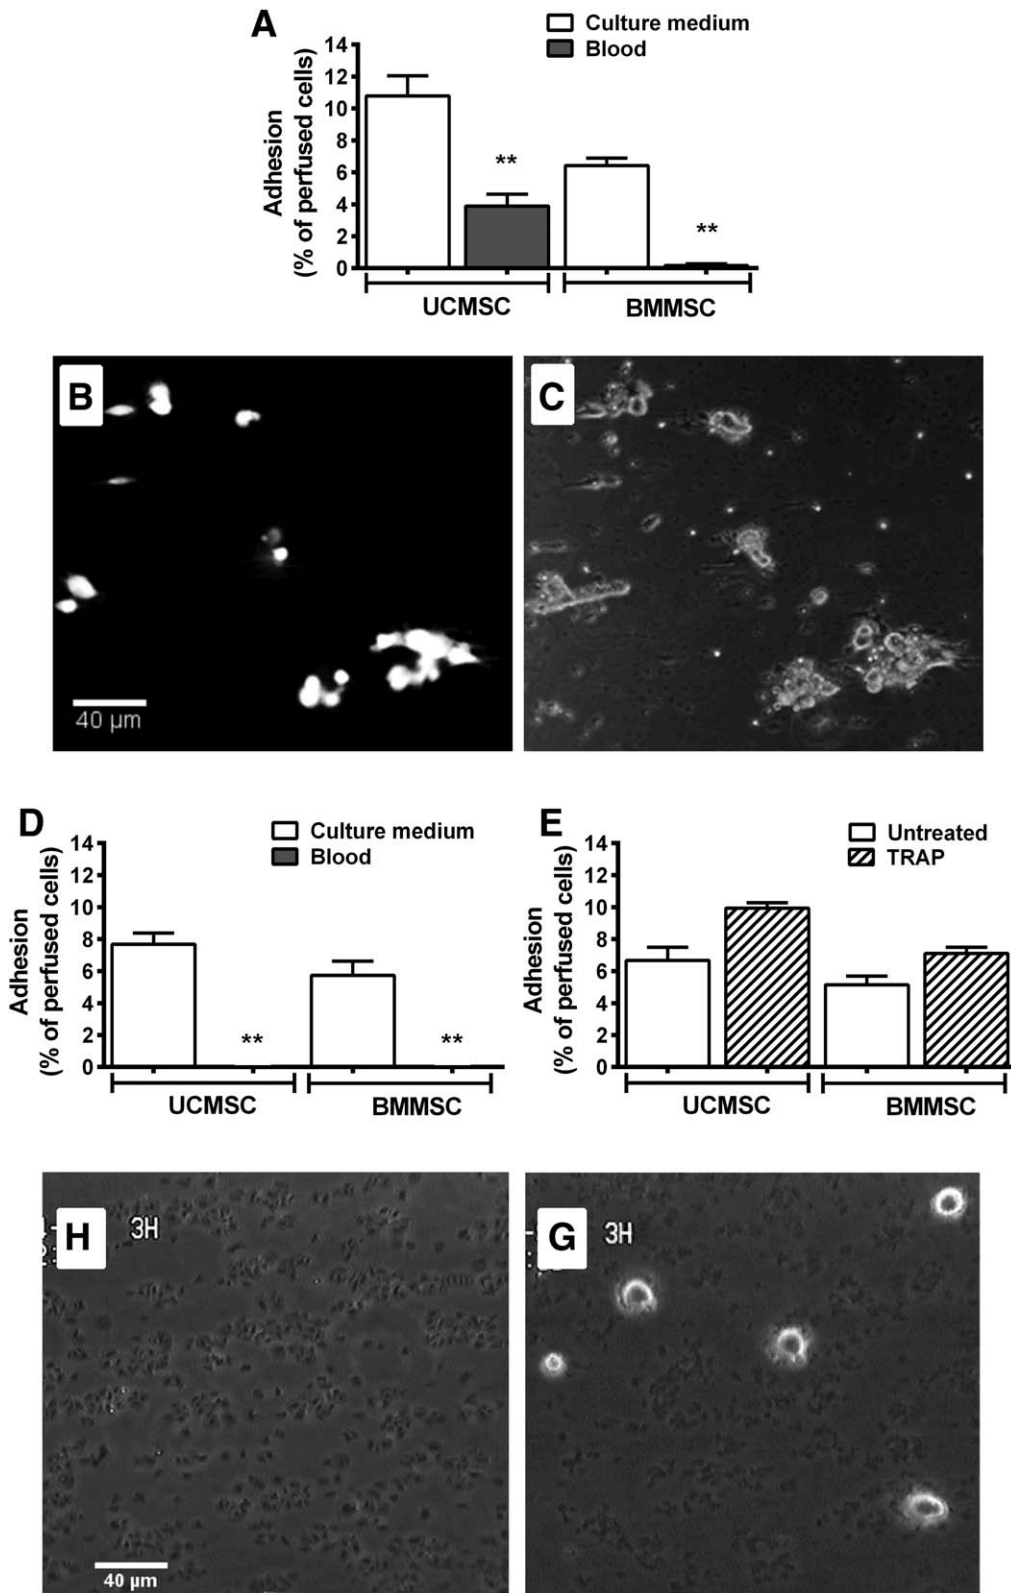 A
Culture medium
Blood
Adhesion
(% of perfused cells)
14
12
10
8
6
4
2
0
**
**
UCMSC
BMMSC
B
40 µm
C
D
Culture medium
Blood
Adhesion
(% of perfused cells)
14
12
10
8
6
4
2
0
**
**
UCMSC
BMMSC
E
Untreated
TRAP
Adhesion
(% of perfused cells)
14
12
10
8
6
4
2
0
UCMSC
BMMSC
H
3H
40 µm
G
3H